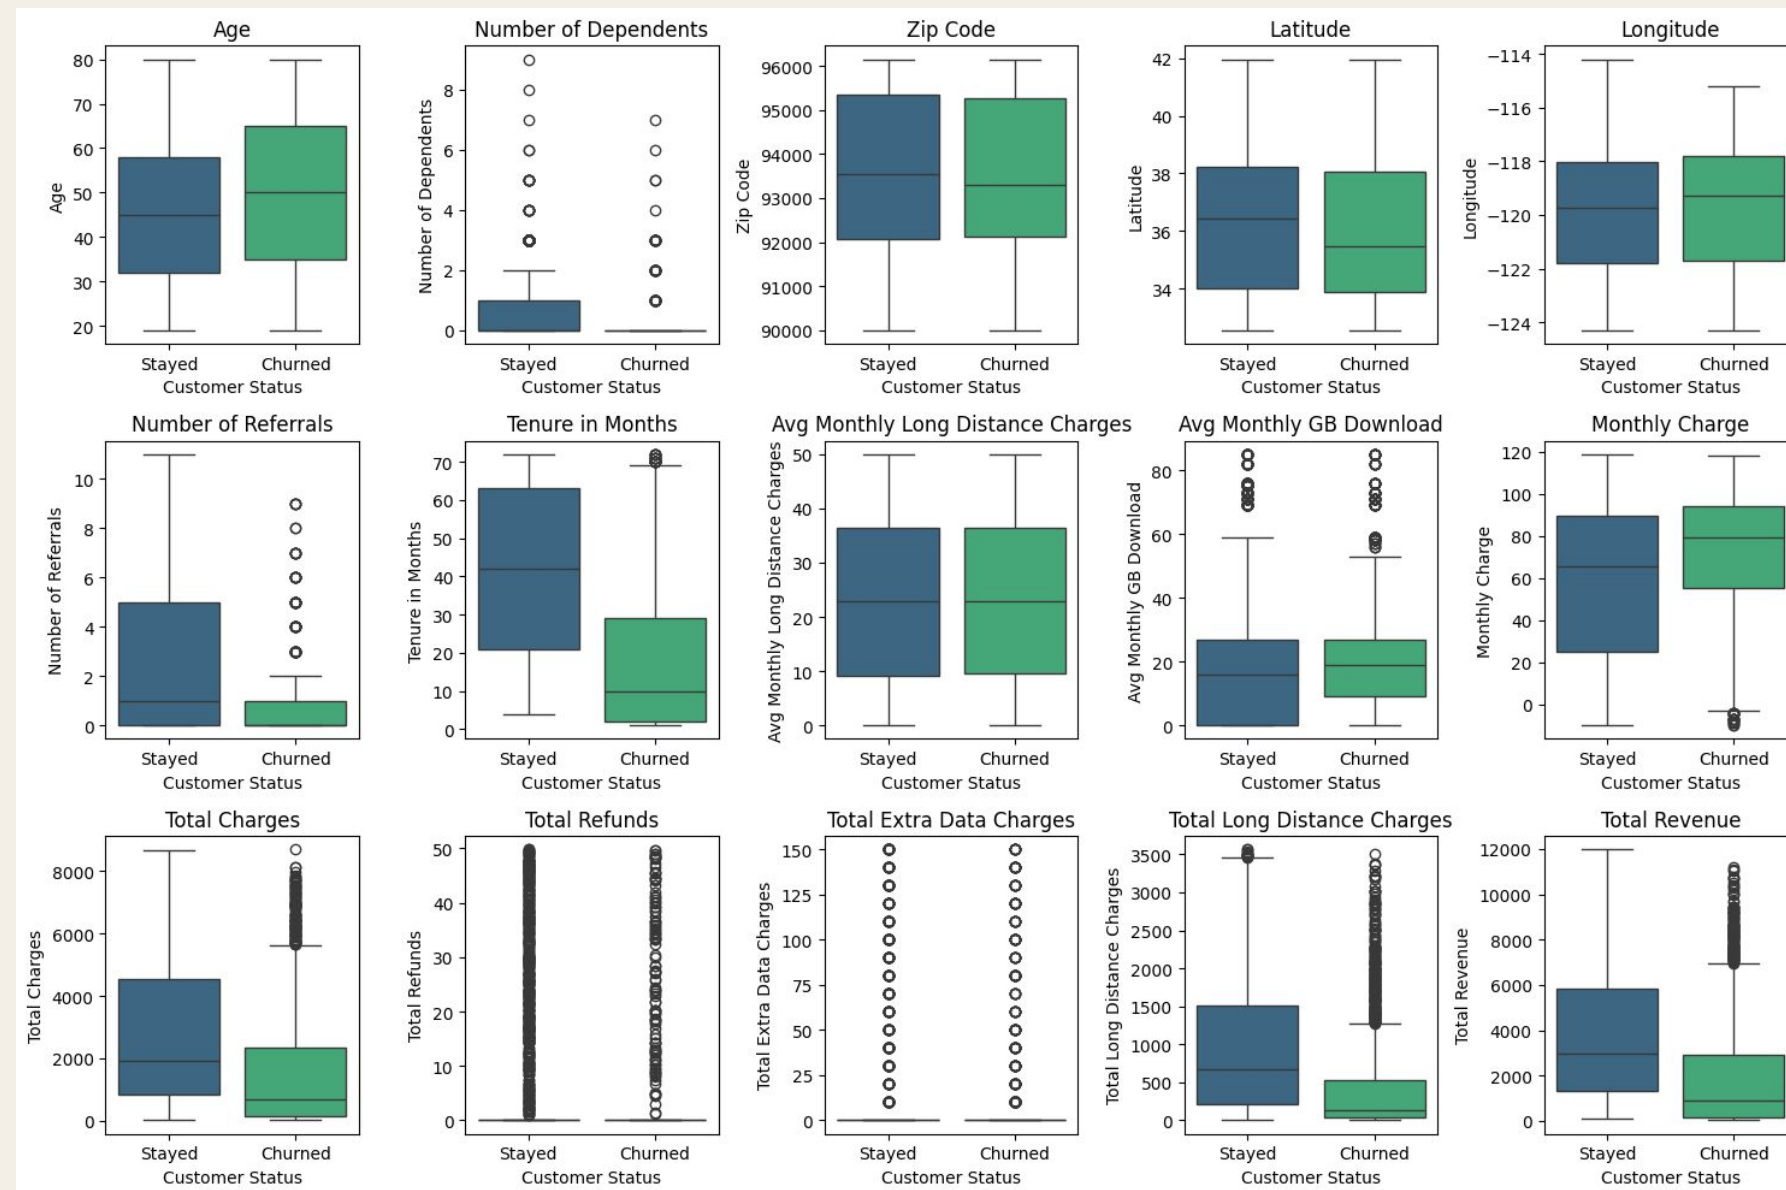 Age
80
70
60
50
40
30
20
Age
Stayed Churned
Customer Status
Number of Dependents
8
6
4
2
0
Number of Dependents
Stayed Churned
Customer Status
Zip Code
96000
95000
94000
93000
92000
91000
90000
Zip Code
Stayed Churned
Customer Status
Latitude
42
40
38
36
34
Latitude
Stayed Churned
Customer Status
Longitude
−114
−116
−118
−120
−122
−124
Longitude
Stayed Churned
Customer Status
Number of Referrals
10
8
6
4
2
0
Number of Referrals
Stayed Churned
Customer Status
Tenure in Months
70
60
50
40
30
20
10
0
Tenure in Months
Stayed Churned
Customer Status
Avg Monthly Long Distance Charges
50
40
30
20
10
0
Avg Monthly Long Distance Charges
Stayed Churned
Customer Status
Avg Monthly GB Download
80
60
40
20
0
Avg Monthly GB Download
Stayed Churned
Customer Status
Monthly Charge
120
100
80
60
40
20
0
Monthly Charge
Stayed Churned
Customer Status
Total Charges
8000
6000
4000
2000
0
Total Charges
Stayed Churned
Customer Status
Total Refunds
50
40
30
20
10
0
Total Refunds
Stayed Churned
Customer Status
Total Extra Data Charges
150
125
100
75
50
25
0
Total Extra Data Charges
Stayed Churned
Customer Status
Total Long Distance Charges
3500
3000
2500
2000
1500
1000
500
0
Total Long Distance Charges
Stayed Churned
Customer Status
Total Revenue
12000
10000
8000
6000
4000
2000
0
Total Revenue
Stayed Churned
Customer Status